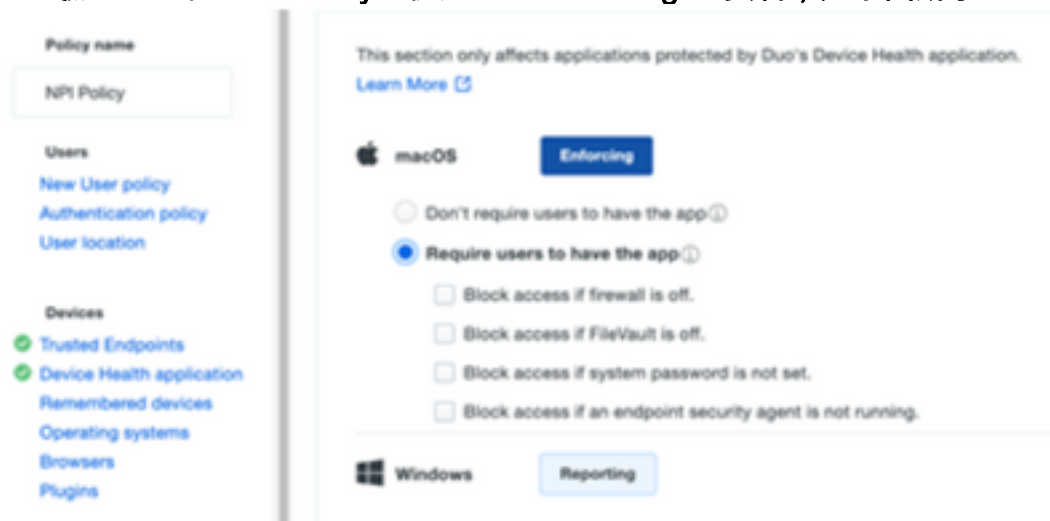 Policy name
NPI Policy
Users
New User policy
Authentication policy
User location
Devices
Trusted Endpoints
Device Health application
Remembered devices
Operating systems
Browsers
Plugins
This section only affects applications protected by Duo's Device Health application.
Learn More
macOS
Enforcing
Don't require users to have the app
Require users to have the app
Block access if firewall is off.
Block access if FileVault is off.
Block access if system password is not set.
Block access if an endpoint security agent is not running.
Windows
Reporting